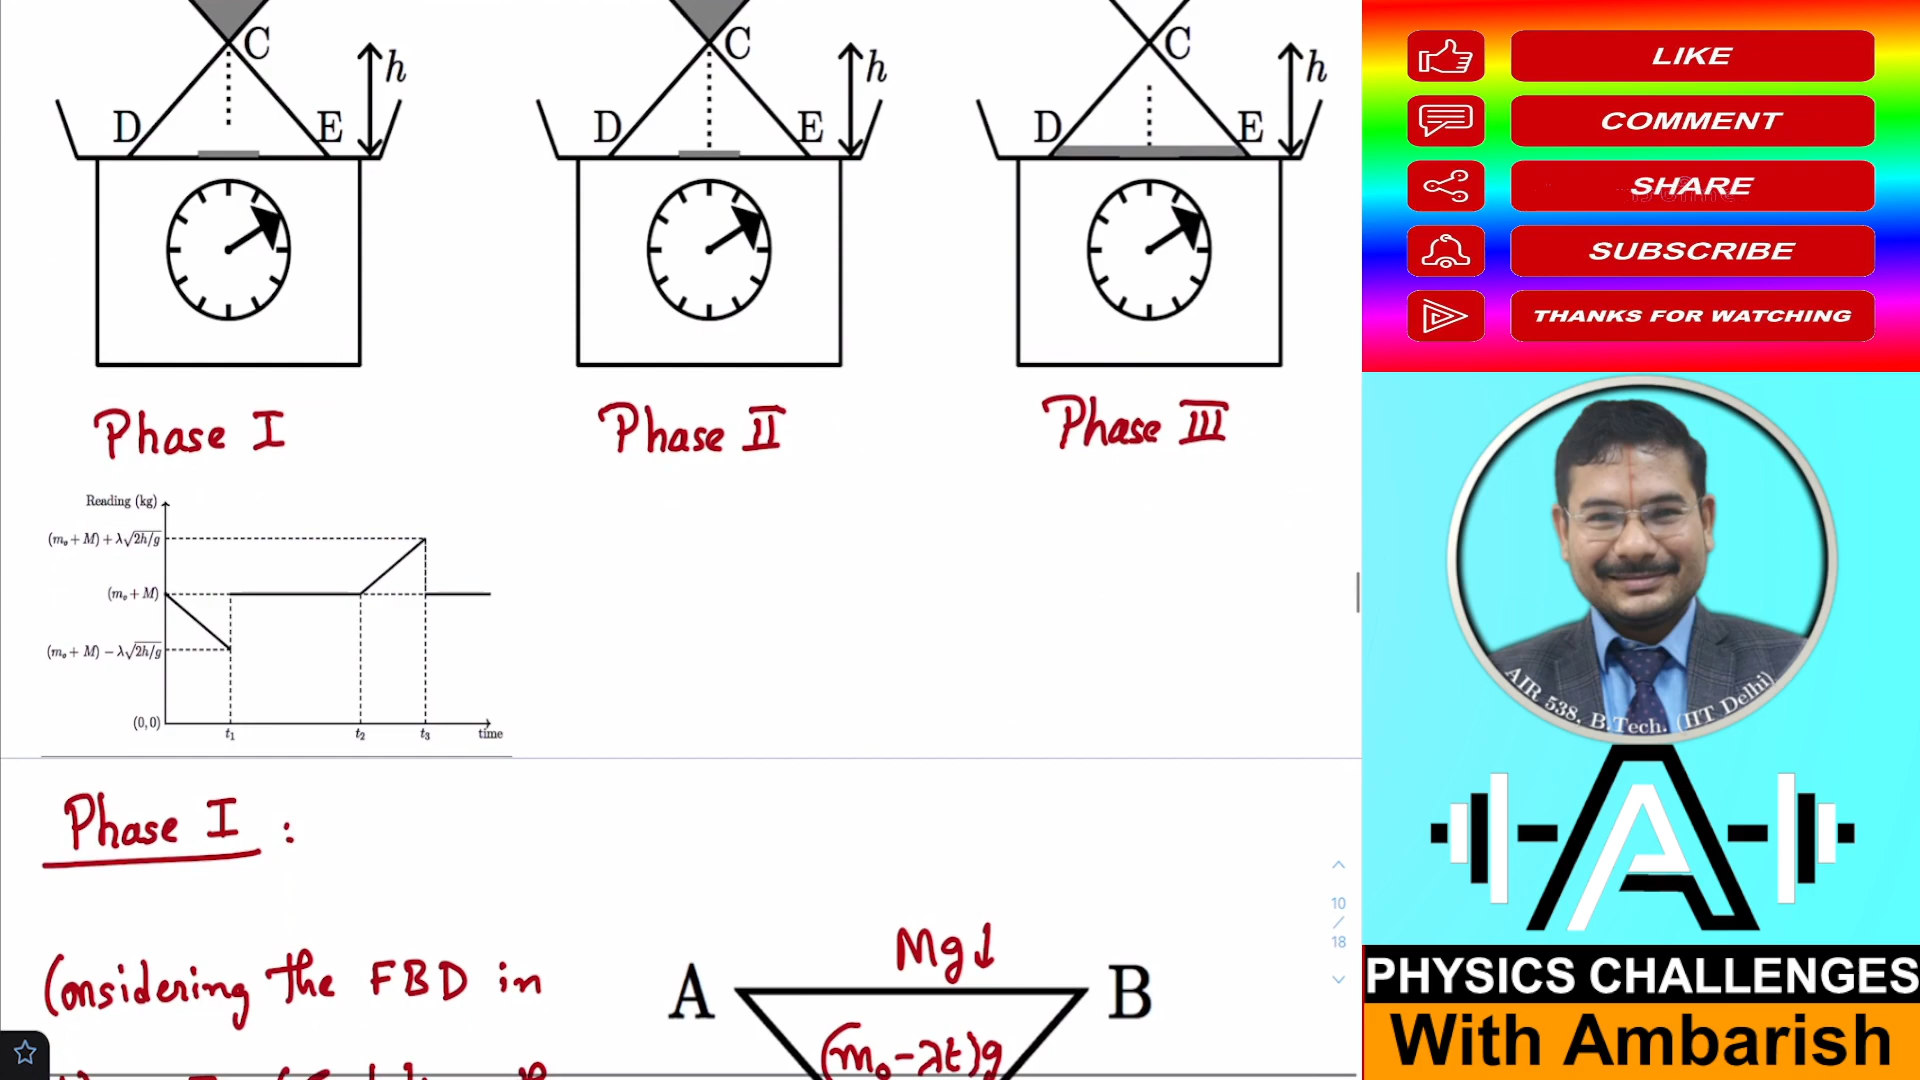 C
h
D
E
C
h
D
E
C
h
D
E
Phase I
Phase II
Phase III
Reading (kg)
(m₀ + M) + λ√2h/g
(m₀ + M)
(m₀ + M) − λ√2h/g
(0, 0)
t₁
t₂
t₃
time
Phase I :
Considering the FBD in
Mg↓
A
B
(m₀-λt)g
10
/
18
LIKE
COMMENT
SHARE
SUBSCRIBE
THANKS FOR WATCHING
AIR 538, B.Tech. (IIT Delhi)
PHYSICS CHALLENGES
With Ambarish